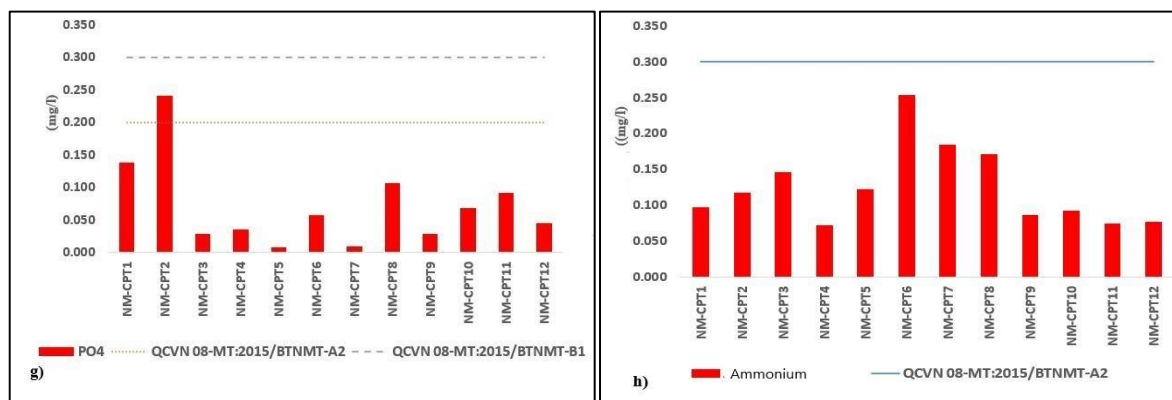 0.350
0.300
0.250
0.200
0.150
0.100
0.050
0.000
(mg/l)
NM-CPT1
NM-CPT2
NM-CPT3
NM-CPT4
NM-CPT5
NM-CPT6
NM-CPT7
NM-CPT8
NM-CPT9
NM-CPT10
NM-CPT11
NM-CPT12
PO4 QCVN 08-MT:2015/BTNMT-A2 QCVN 08-MT:2015/BTNMT-B1
g)
0.350
0.300
0.250
0.200
0.150
0.100
0.050
0.000
((mg/l)
NM-CPT1
NM-CPT2
NM-CPT3
NM-CPT4
NM-CPT5
NM-CPT6
NM-CPT7
NM-CPT8
NM-CPT9
NM-CPT10
NM-CPT11
NM-CPT12
. Ammonium QCVN 08-MT:2015/BTNMT-A2
h)